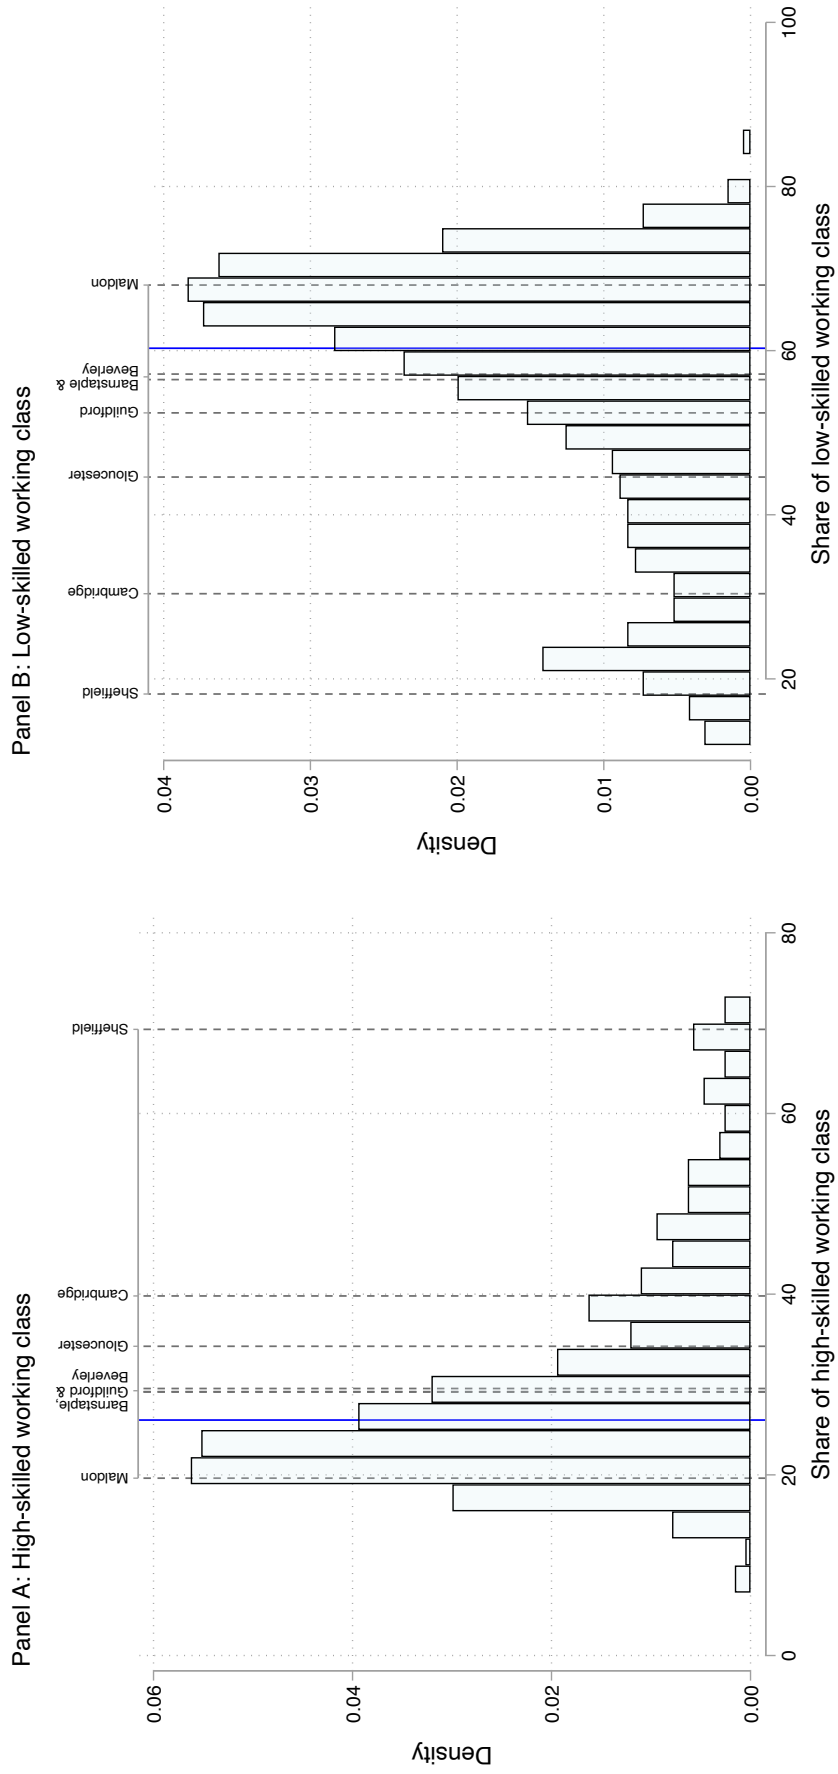 Panel A: High-skilled working class
Maldon
Barnstaple,
Guildford &
Beverley
Gloucester
Cambridge
Sheffield
Density
0.06
0.04
0.02
0.00
0
20
40
60
80
Share of high-skilled working class
Panel B: Low-skilled working class
Sheffield
Cambridge
Gloucester
Guildford
Barnstaple &
Beverley
Maldon
Density
0.04
0.03
0.02
0.01
0.00
20
40
60
80
100
Share of low-skilled working class